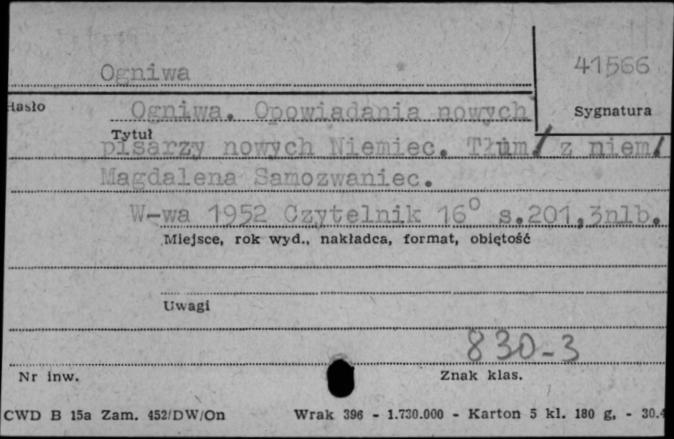 Ogniwa
41566
Hasło
Ogniwa. Opowiadania nowych
Sygnatura
Tytuł
pisarzy nowych Niemiec. Tłum/ z niem/
Magdalena Samozwaniec.
W-wa 1952 Czytelnik 16° s.201,3nlb.
Miejsce, rok wyd., nakładca, format, objętość
Uwagi
830-3
Nr inw.
Znak klas.
CWD B 15a Zam. 452/DW/On Wrak 396 - 1.730.000 - Karton 5 kl. 180 g, - 30.4